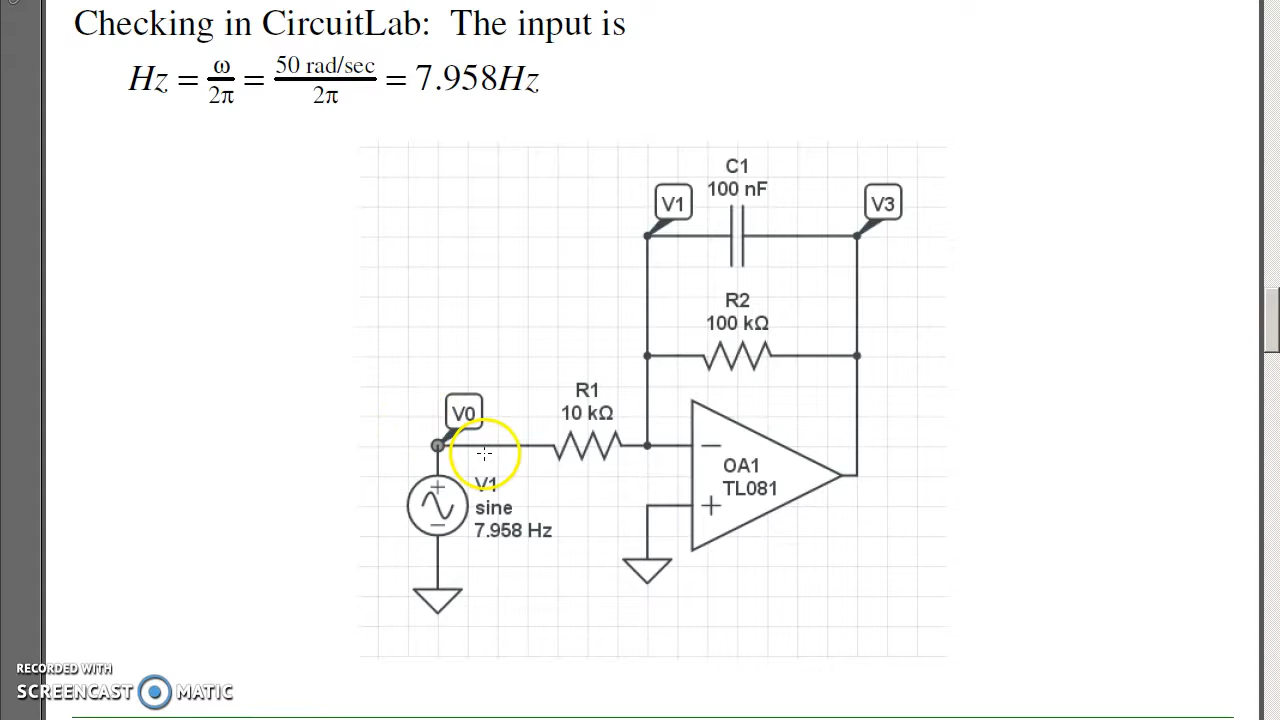 Checking in CircuitLab: The input is
Hz = ω/2π = 50 rad/sec/2π = 7.958Hz
C1
100 nF
V1
V3
R2
100 kΩ
R1
10 kΩ
V0
−
OA1
TL081
+
+
−
V1
sine
7.958 Hz
RECORDED WITH
SCREENCAST MATIC